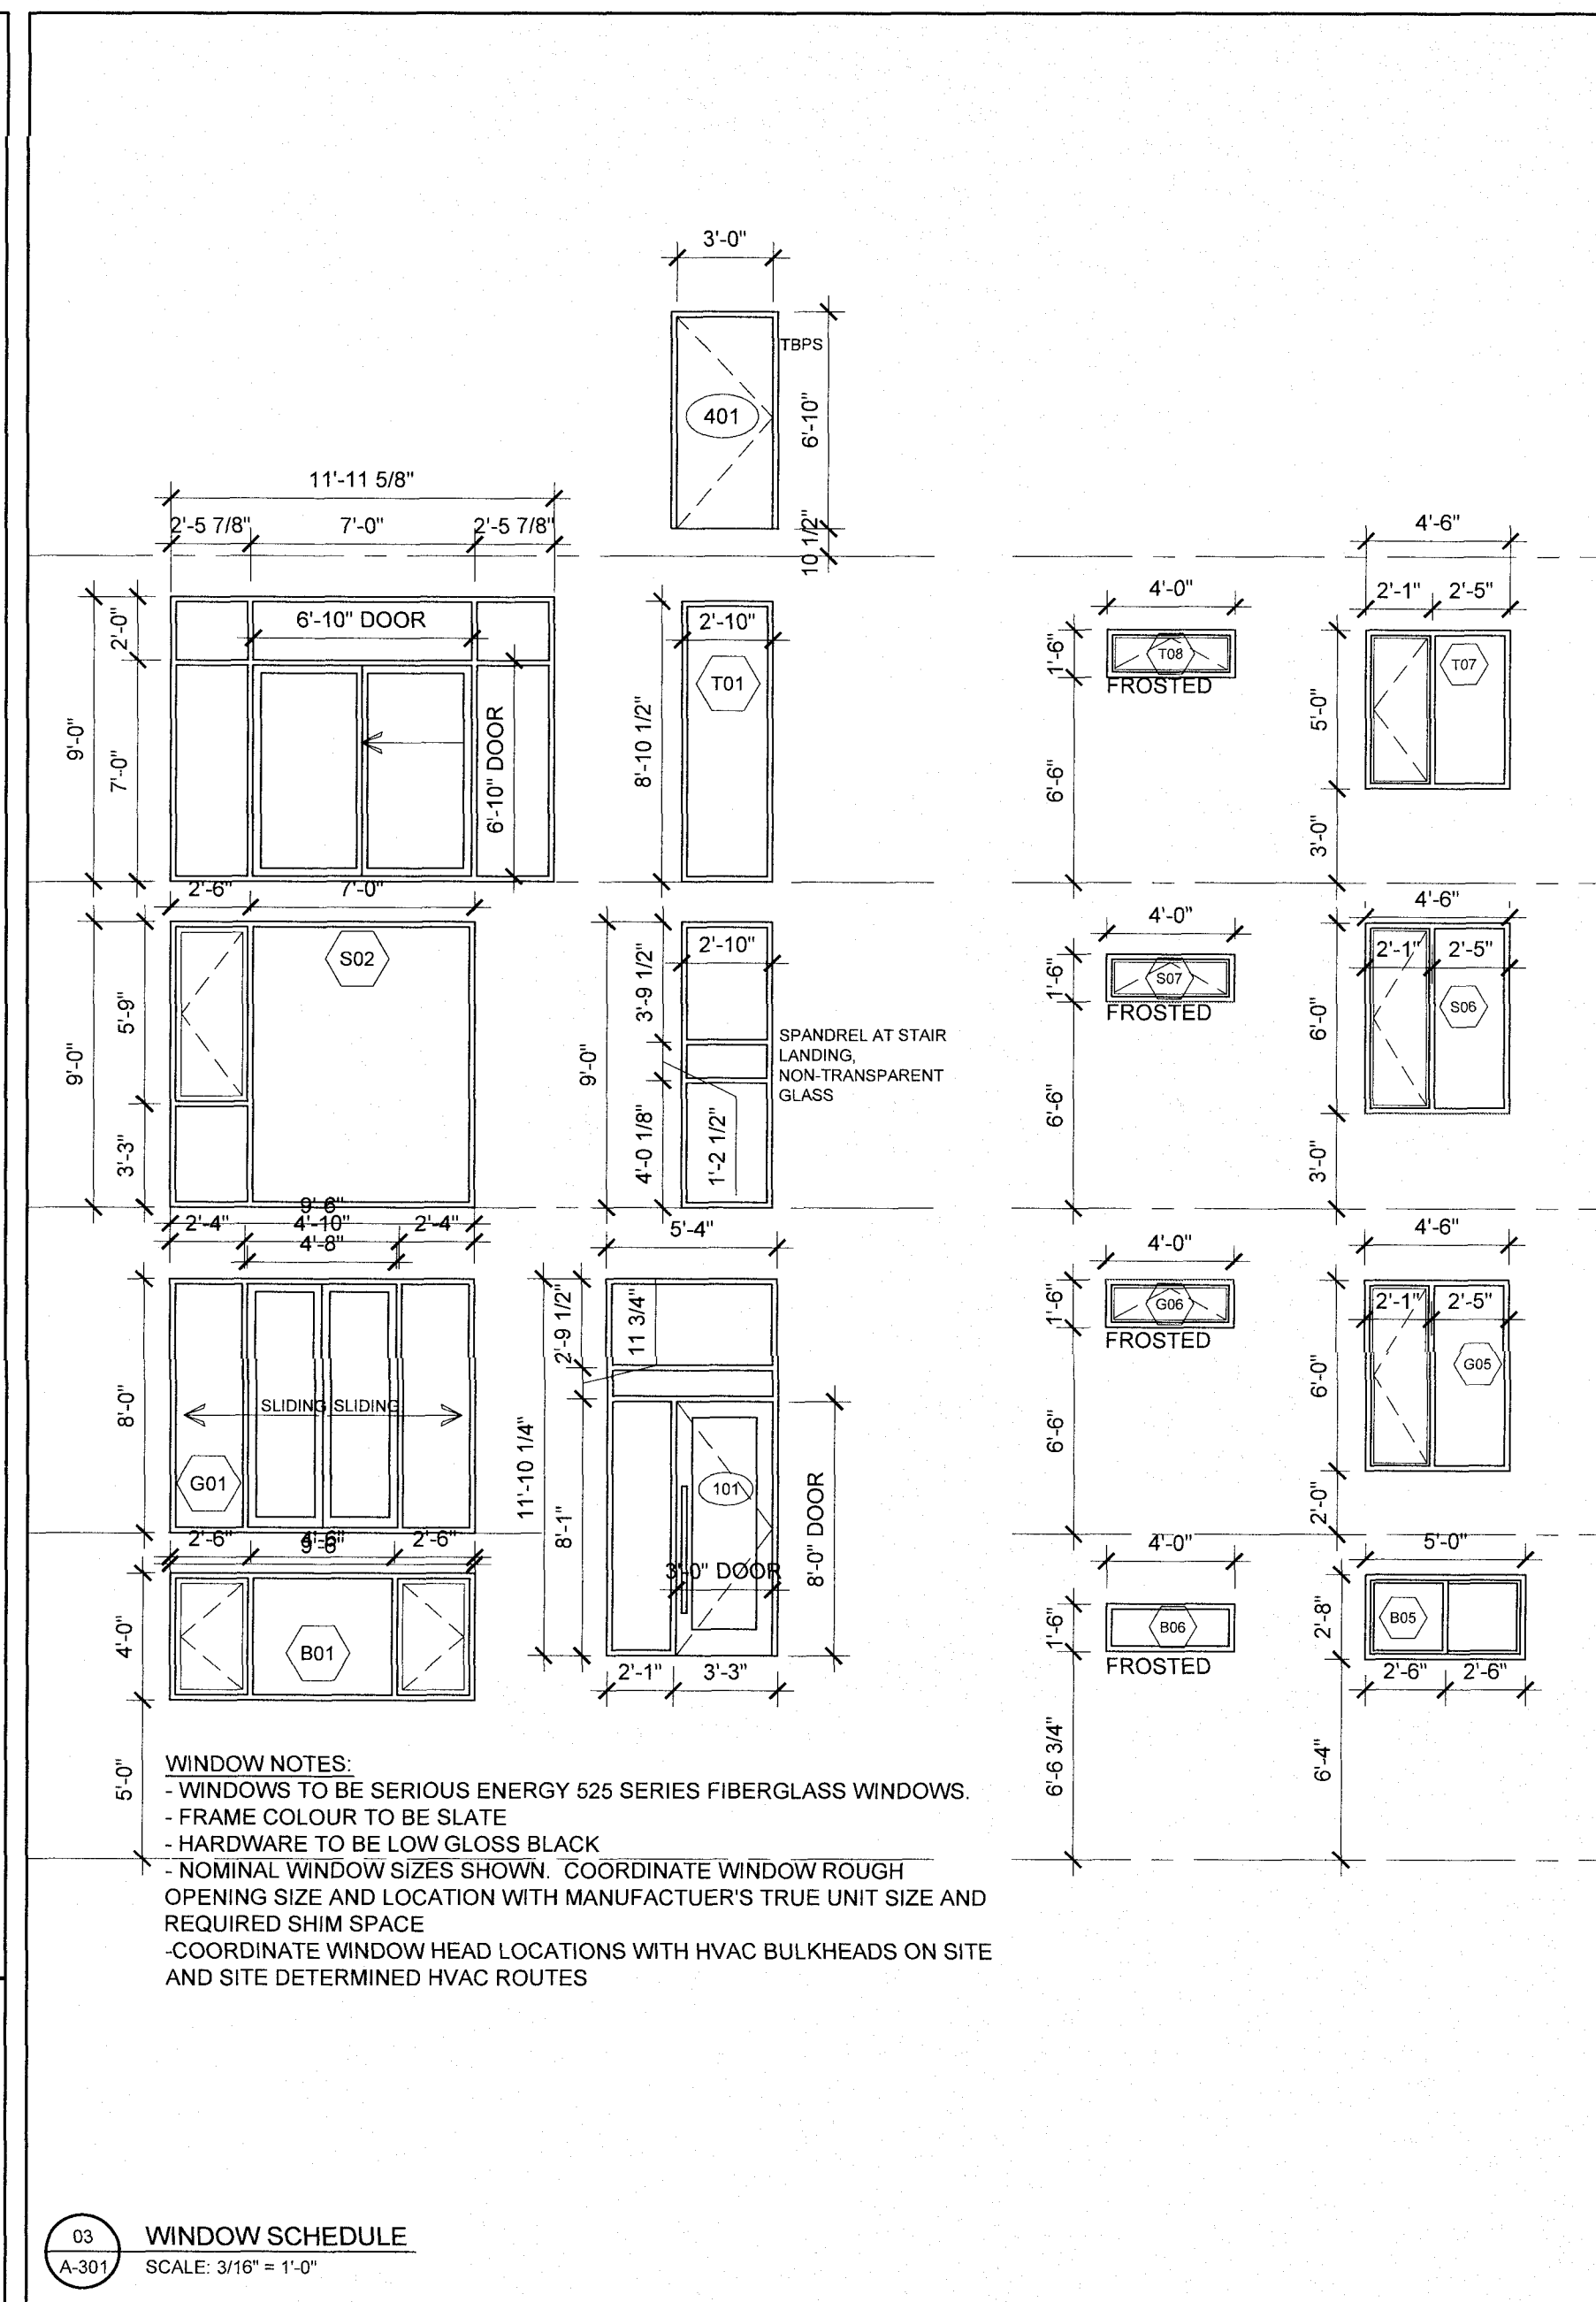 3'-0"
TBPS
401
6'-10"
10 1/2"
11'-11 5/8"
2'-5 7/8"
7'-0"
2'-5 7/8"
6'-10" DOOR
2'-0"
9'-0"
7'-0"
6'-10" DOOR
2'-10"
T01
8'-10 1/2"
4'-0"
1'-6"
T08
FROSTED
6'-6"
4'-6"
2'-1"
2'-5"
T07
5'-0"
3'-0"
2'-6"
7'-0"
S02
5'-9"
9'-0"
3'-3"
9'-6"
2'-10"
3'-9 1/2"
9'-0"
4'-0 1/8"
1'-2 1/2"
SPANDREL AT STAIR
LANDING,
NON-TRANSPARENT
GLASS
4'-0"
1'-6"
S07
FROSTED
6'-6"
4'-6"
2'-1"
2'-5"
S06
6'-0"
3'-0"
2'-4"
4'-10"
2'-4"
4'-8"
8'-0"
SLIDING
SLIDING
G01
5'-4"
2'-9 1/2"
11 3/4"
11'-10 1/4"
8'-1"
101
3'-0" DOOR
8'-0" DOOR
2'-1"
3'-3"
4'-0"
1'-6"
G06
FROSTED
6'-6"
4'-6"
2'-1"
2'-5"
G05
6'-0"
2'-0"
2'-6"
4'-6"
9'-6"
2'-6"
4'-0"
B01
5'-0"
4'-0"
1'-6"
B06
FROSTED
6'-6 3/4"
5'-0"
2'-8"
B05
2'-6"
2'-6"
6'-4"
WINDOW NOTES:
- WINDOWS TO BE SERIOUS ENERGY 525 SERIES FIBERGLASS WINDOWS.
- FRAME COLOUR TO BE SLATE
- HARDWARE TO BE LOW GLOSS BLACK
- NOMINAL WINDOW SIZES SHOWN. COORDINATE WINDOW ROUGH
OPENING SIZE AND LOCATION WITH MANUFACTUER'S TRUE UNIT SIZE AND
REQUIRED SHIM SPACE
-COORDINATE WINDOW HEAD LOCATIONS WITH HVAC BULKHEADS ON SITE
AND SITE DETERMINED HVAC ROUTES
03
A-301
WINDOW SCHEDULE
SCALE: 3/16" = 1'-0"